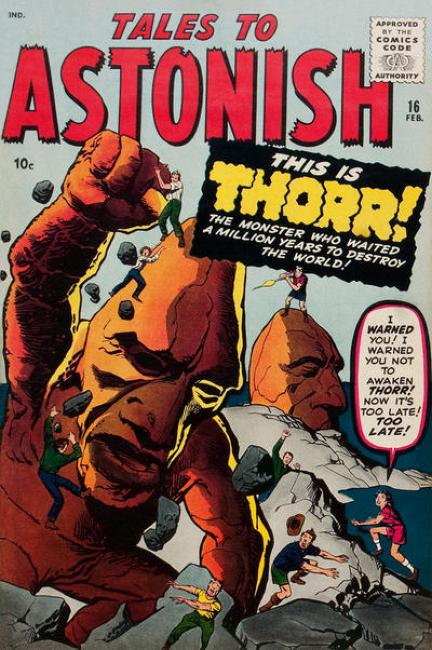 IND.
TALES TO
ASTONISH
APPROVED
BY THE
COMICS
CODE
AUTHORITY
16
FEB.
10c
THIS IS
THORR!
THE MONSTER WHO WAITED
A MILLION YEARS TO DESTROY
THE WORLD!
I
WARNED
YOU! I
WARNED
YOU NOT
TO
AWAKEN
THORR!
NOW IT'S
TOO LATE!
TOO
LATE!